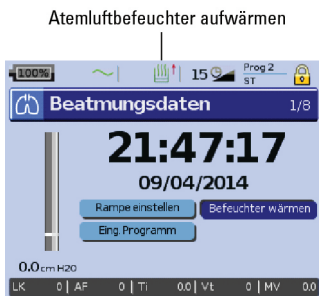 Atemluftbefeuchter aufwärmen
100% 15 Prog 2
ST
Beatmungsdaten 1/8
21:47:17
09/04/2014
Rampe einstellen Befeuchter wärmen
Eing. Programm
0.0 cm H2O
LK 0 AF 0 Ti 0.0 Vt 0 MV 0.0